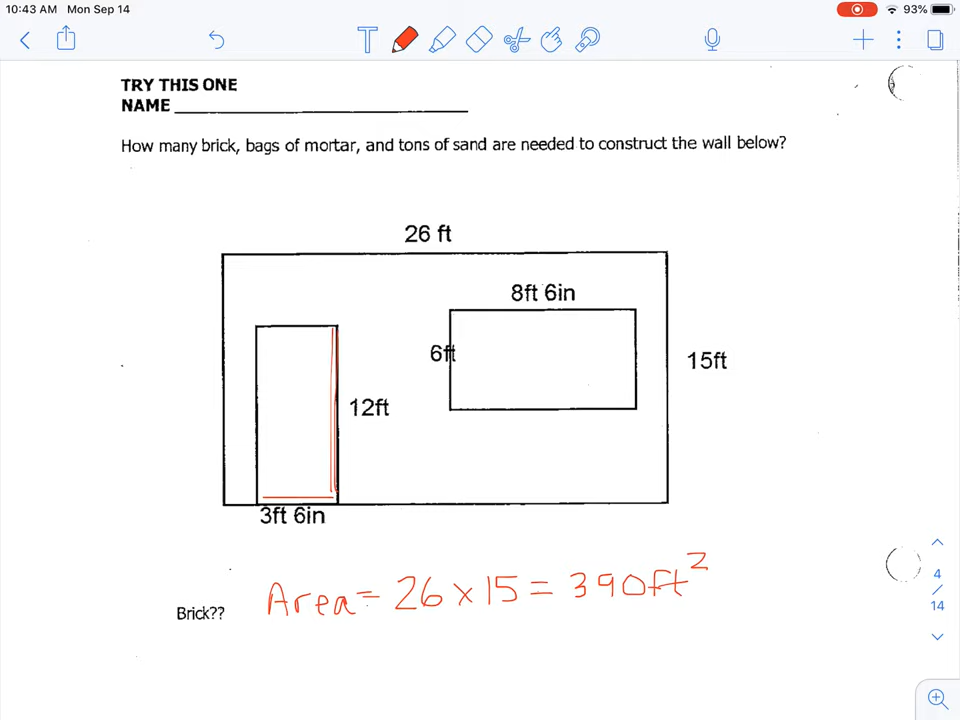 10:43 AM Mon Sep 14
93%
T
TRY THIS ONE
NAME
How many brick, bags of mortar, and tons of sand are needed to construct the wall below?
26 ft
8ft 6in
6ft
15ft
12ft
3ft 6in
Brick?? Area = 26 x 15 = 390ft²
4
/
14